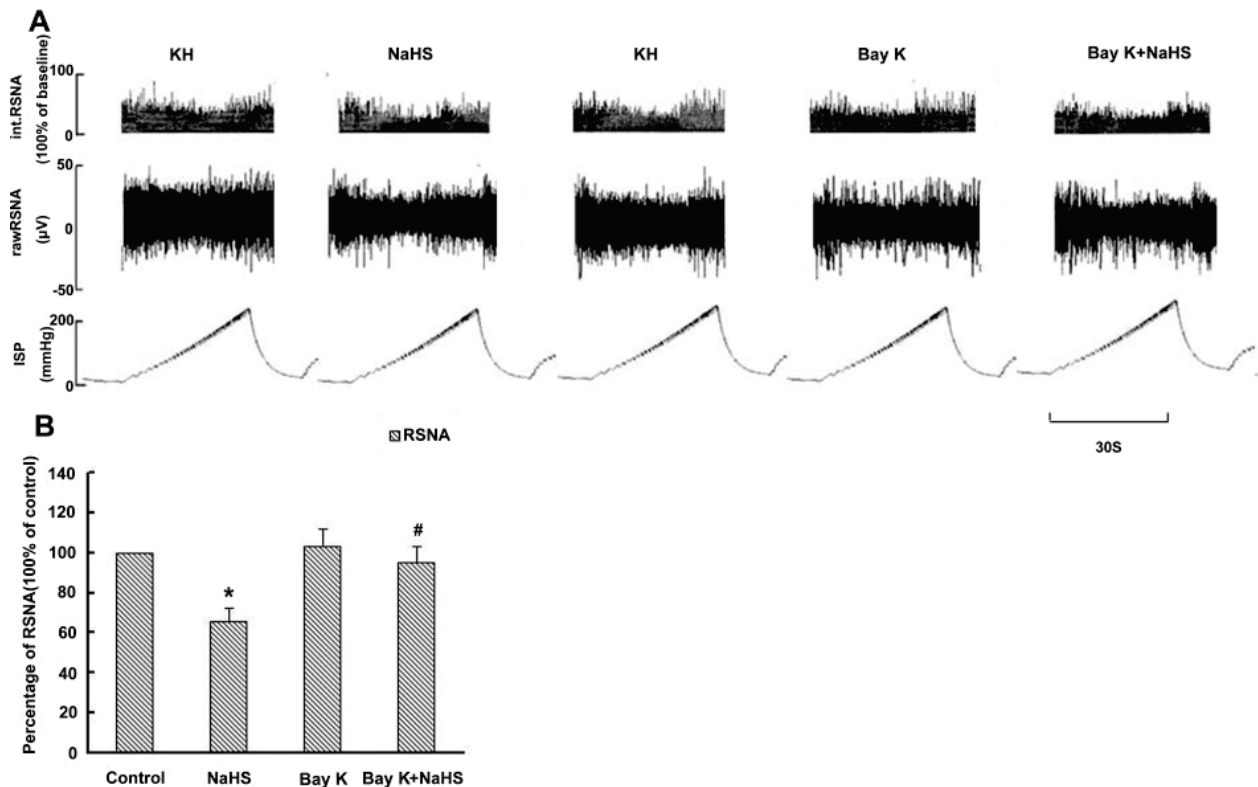 A
KH NaHS KH Bay K Bay K+NaHS
int.RSNA
(100% of baseline)
100
0
rawRSNA
(µV)
50
0
-50
ISP
(mmHg)
200
0
30S
B
RSNA
Percentage of RSNA(100% of control)
140
120
100
80
60
40
20
0
*
#
Control NaHS Bay K Bay K+NaHS